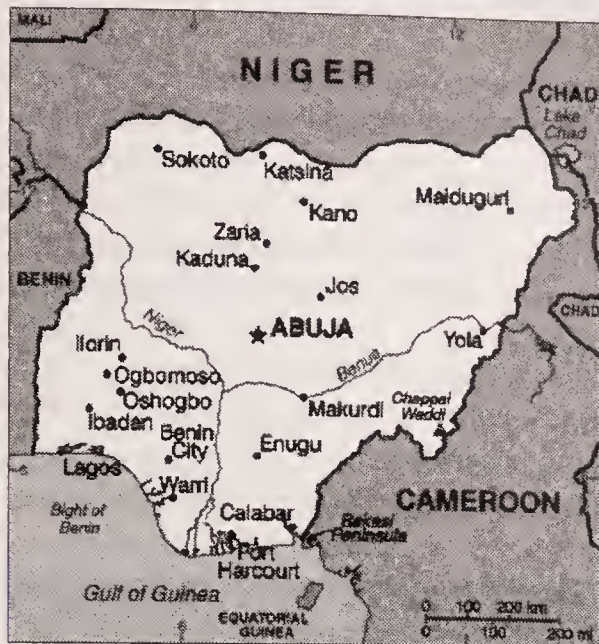 MALI
NIGER
CHAD
Lake
Chad
Sokoto
Katsina
Kano
Maiduguri
Zaria
Kaduna
BENIN
Jos
CHAD
Niger
ABUJA
Benue
Yola
Ilorin
Ogbomoso
Oshogbo
Ibadan
Makurdi
Chappal
Waddi
Benin
City
Enugu
Lagos
Warri
CAMEROON
Bight of
Benin
Calabar
Bakasi
Peninsula
Port
Harcourt
Gulf of Guinea
EQUATORIAL
GUINEA
0 100 200 km
0 100 200 mi